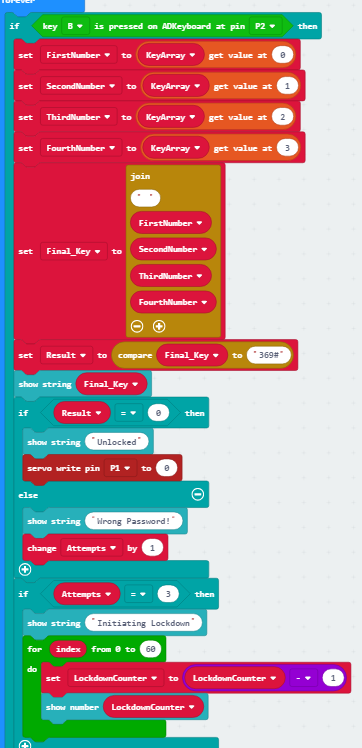 forever
if key B is pressed on ADKeyboard at pin P2 then
set FirstNumber to KeyArray get value at 0
set SecondNumber to KeyArray get value at 1
set ThirdNumber to KeyArray get value at 2
set FourthNumber to KeyArray get value at 3
join
" "
FirstNumber
SecondNumber
set Final_Key to
ThirdNumber
FourthNumber
set Result to compare Final_Key to "369#"
show string Final_Key
if Result = 0 then
show string "Unlocked"
servo write pin P1 to 0
else
show string "Wrong Password!"
change Attempts by 1
if Attempts = 3 then
show string "Initiating Lockdown"
for index from 0 to 60
do
set LockdownCounter to LockdownCounter - 1
show number LockdownCounter